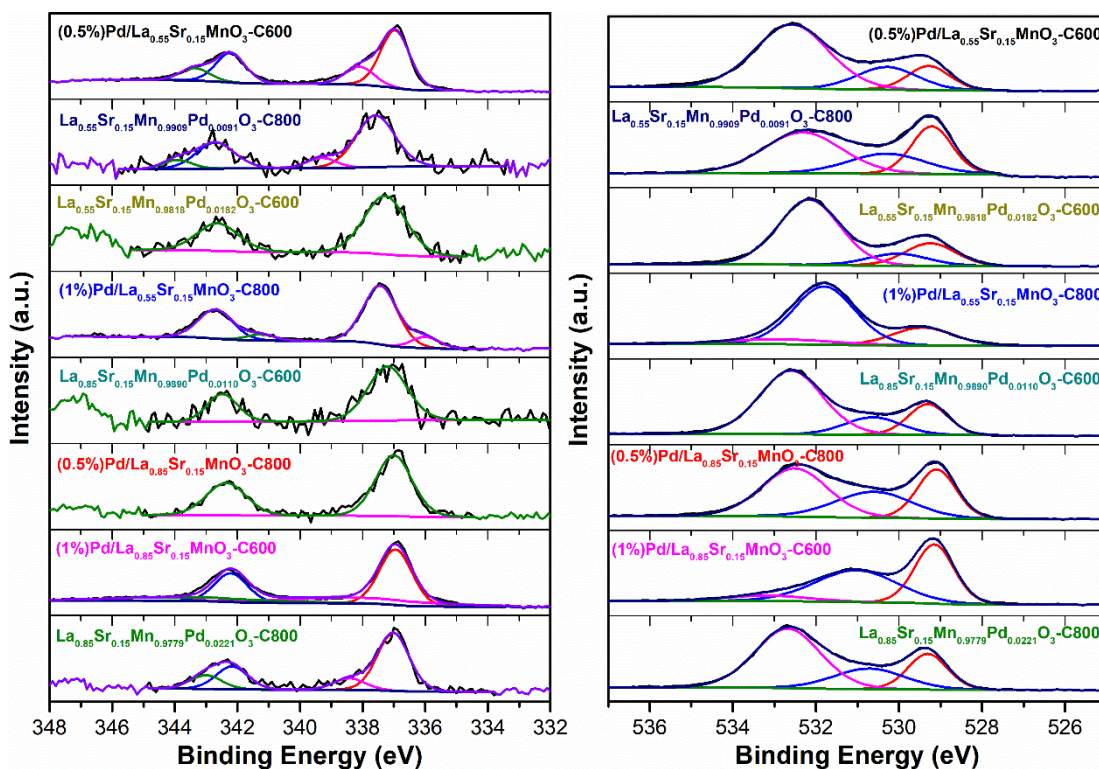 Intensity (a.u.)
(0.5%)Pd/La0.55Sr0.15MnO3-C600
La0.55Sr0.15Mn0.9909Pd0.0091O3-C800
La0.55Sr0.15Mn0.9818Pd0.0182O3-C600
(1%)Pd/La0.55Sr0.15MnO3-C800
La0.85Sr0.15Mn0.9890Pd0.0110O3-C600
(0.5%)Pd/La0.85Sr0.15MnO3-C800
(1%)Pd/La0.85Sr0.15MnO3-C600
La0.85Sr0.15Mn0.9779Pd0.0221O3-C800
348 346 344 342 340 338 336 334 332
Binding Energy (eV)
Intensity (a.u.)
(0.5%)Pd/La0.55Sr0.15MnO3-C600
La0.55Sr0.15Mn0.9909Pd0.0091O3-C800
La0.55Sr0.15Mn0.9818Pd0.0182O3-C600
(1%)Pd/La0.55Sr0.15MnO3-C800
La0.85Sr0.15Mn0.9890Pd0.0110O3-C600
(0.5%)Pd/La0.85Sr0.15MnO3-C800
(1%)Pd/La0.85Sr0.15MnO3-C600
La0.85Sr0.15Mn0.9779Pd0.0221O3-C800
536 534 532 530 528 526
Binding Energy (eV)